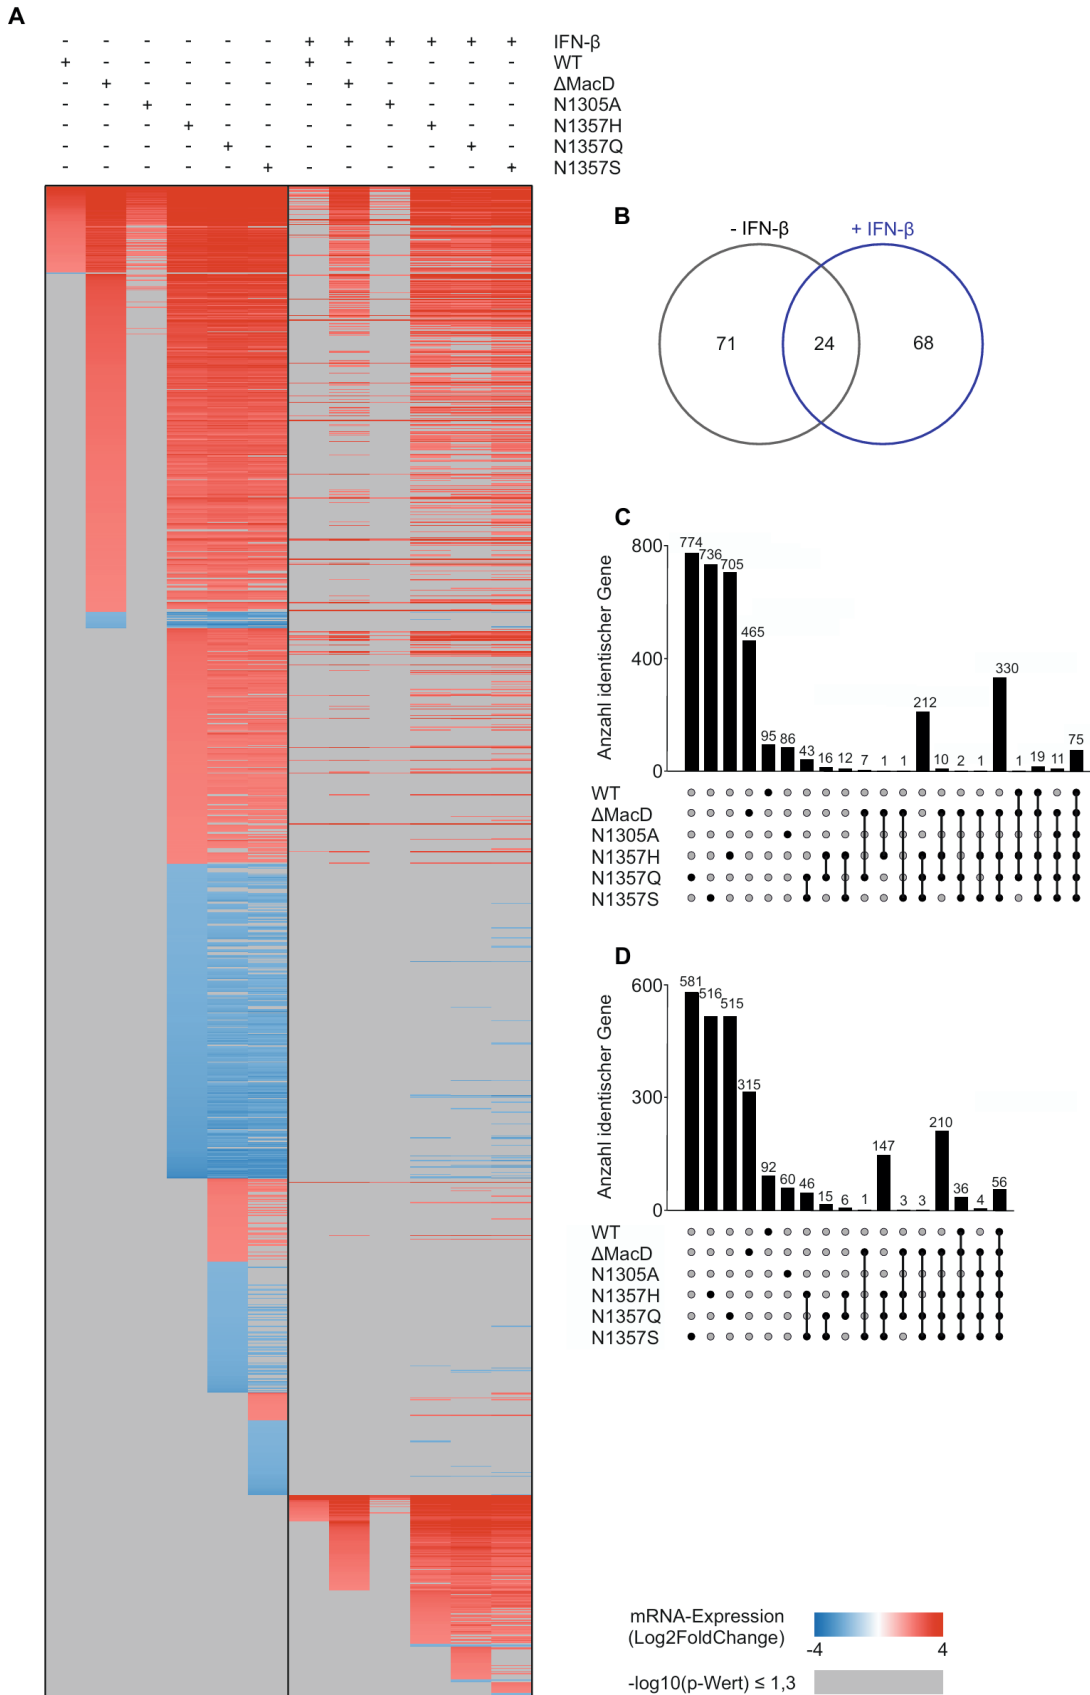 A
- - - - - - + + + + + + IFN-β
+ - - - - - + - - - - - WT
- + - - - - - + - - - - ΔMacD
- - + - - - - - + - - - N1305A
- - - + - - - - - + - - N1357H
- - - - + - - - - - + - N1357Q
- - - - - + - - - - - + N1357S
B
- IFN-β + IFN-β
71 24 68
C
Anzahl identischer Gene
800
400
0
774 736 705 465 95 86 43 16 12 7 1 1 212 10 2 1 330 1 19 11 75
WT
ΔMacD
N1305A
N1357H
N1357Q
N1357S
D
Anzahl identischer Gene
600
300
0
581 516 515 315 92 60 46 15 6 1 147 3 3 210 36 4 56
WT
ΔMacD
N1305A
N1357H
N1357Q
N1357S
mRNA-Expression
(Log2FoldChange)
-4 4
-log10(p-Wert) ≤ 1,3